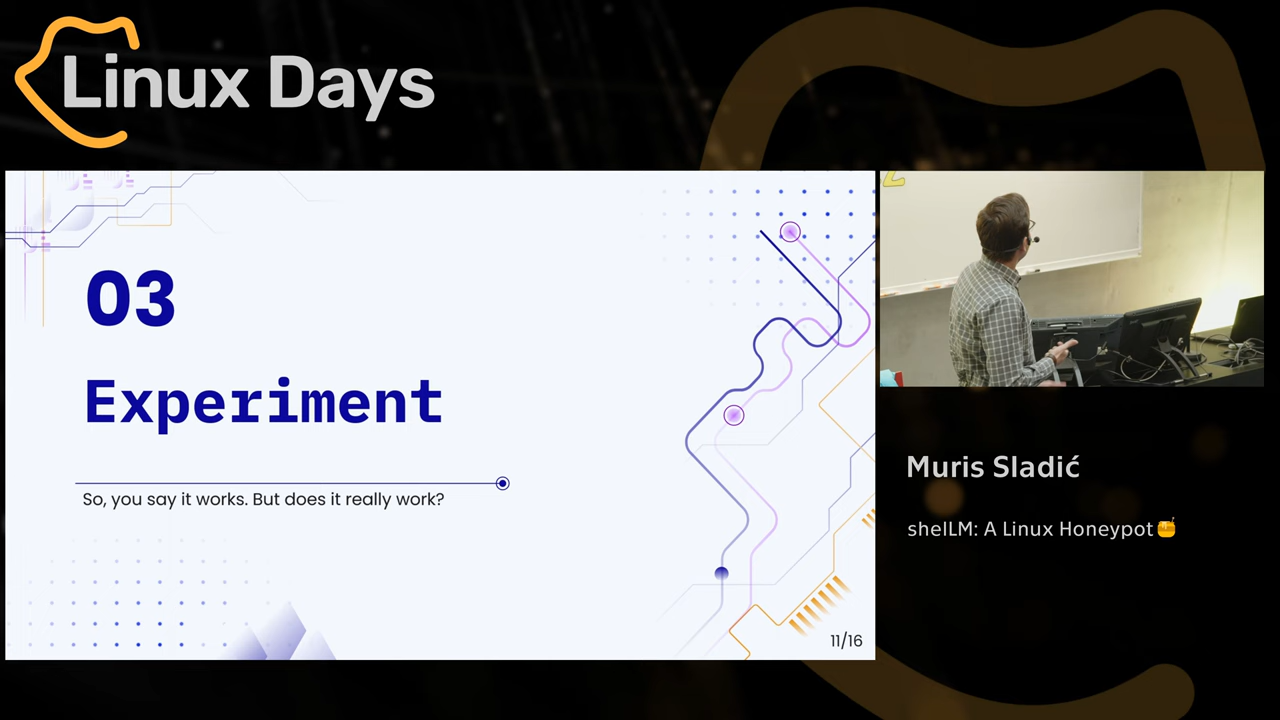 Linux Days
03
Experiment
So, you say it works. But does it really work?
11/16
Muris Sladić
shelLM: A Linux Honeypot🍯